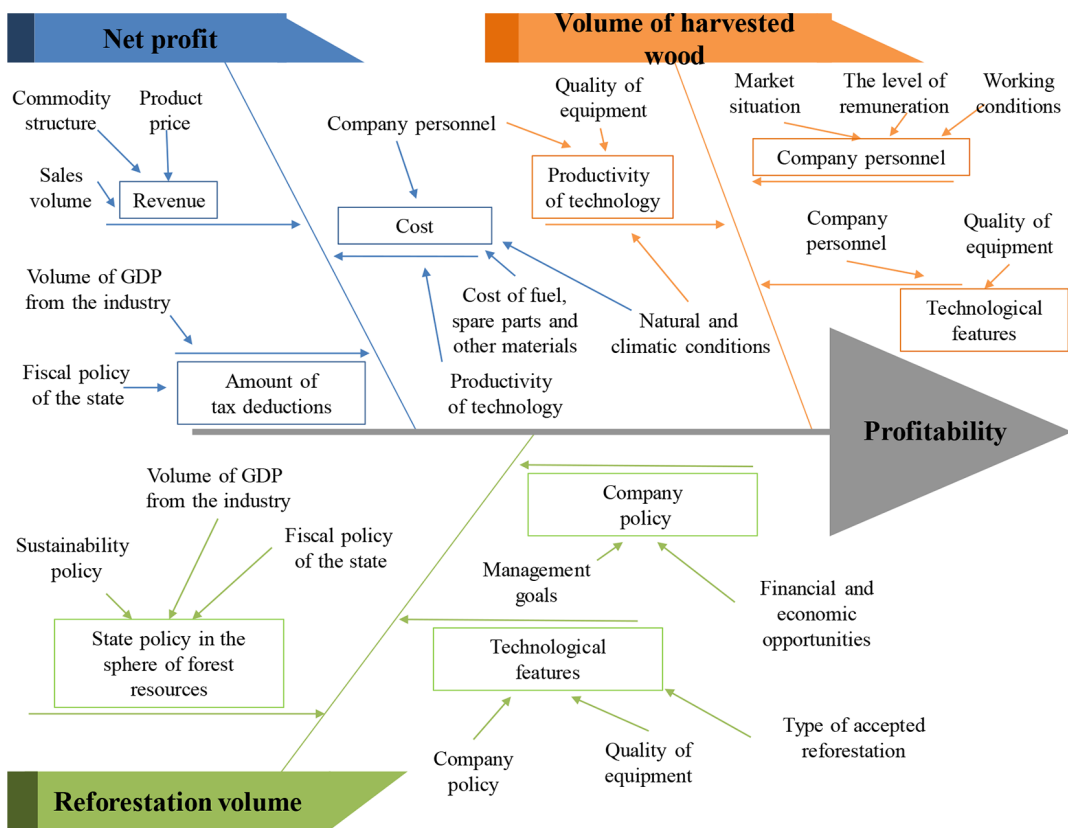 Net profit
Volume of harvested
wood
Commodity
structure
Product
price
Sales
volume
Revenue
Company personnel
Cost
Quality of
equipment
Productivity
of technology
Market
situation
The level of
remuneration
Working
conditions
Company personnel
Company
personnel
Quality of
equipment
Technological
features
Volume of GDP
from the industry
Fiscal policy
of the state
Amount of
tax deductions
Cost of fuel,
spare parts and
other materials
Natural and
climatic conditions
Productivity
of technology
Profitability
Volume of GDP
from the industry
Sustainability
policy
Fiscal policy
of the state
State policy in the
sphere of forest
resources
Company
policy
Management
goals
Financial and
economic
opportunities
Technological
features
Company
policy
Quality of
equipment
Type of accepted
reforestation
Reforestation volume